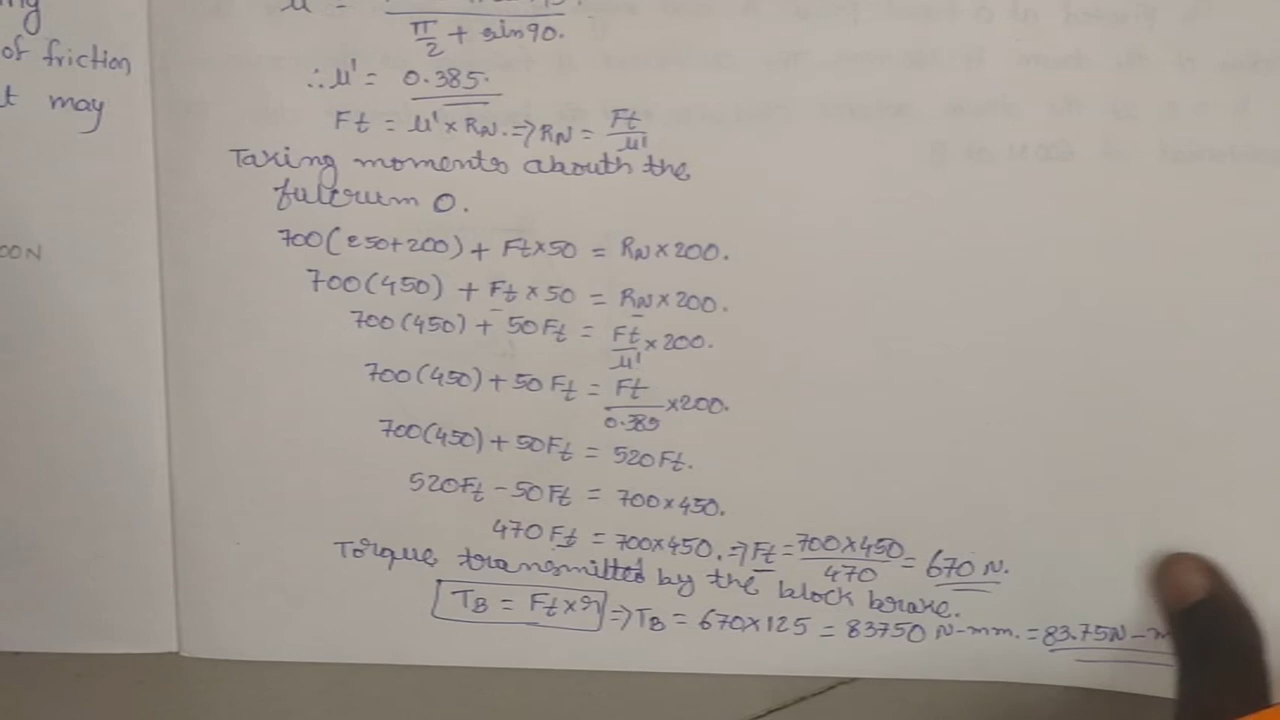 of friction
t may
OON
π/2 + sin90.
∴μ' = 0.385.
Ft = μ' × RN. => RN = Ft/μ'
Taking moments abouth the
fulcrum O.
700(250+200) + Ft×50 = RN×200.
700(450) + Ft×50 = RN×200.
700(450) + 50Ft = Ft/μ' ×200.
700(450) + 50Ft = Ft/0.385 ×200.
700(450) + 50Ft = 520Ft.
520Ft - 50Ft = 700×450.
470Ft = 700×450. => Ft = 700×450/470 = 670 N.
Torque transmitted by the block brake.
TB = Ft×r => TB = 670×125 = 83750 N-mm. = 83.75N-m